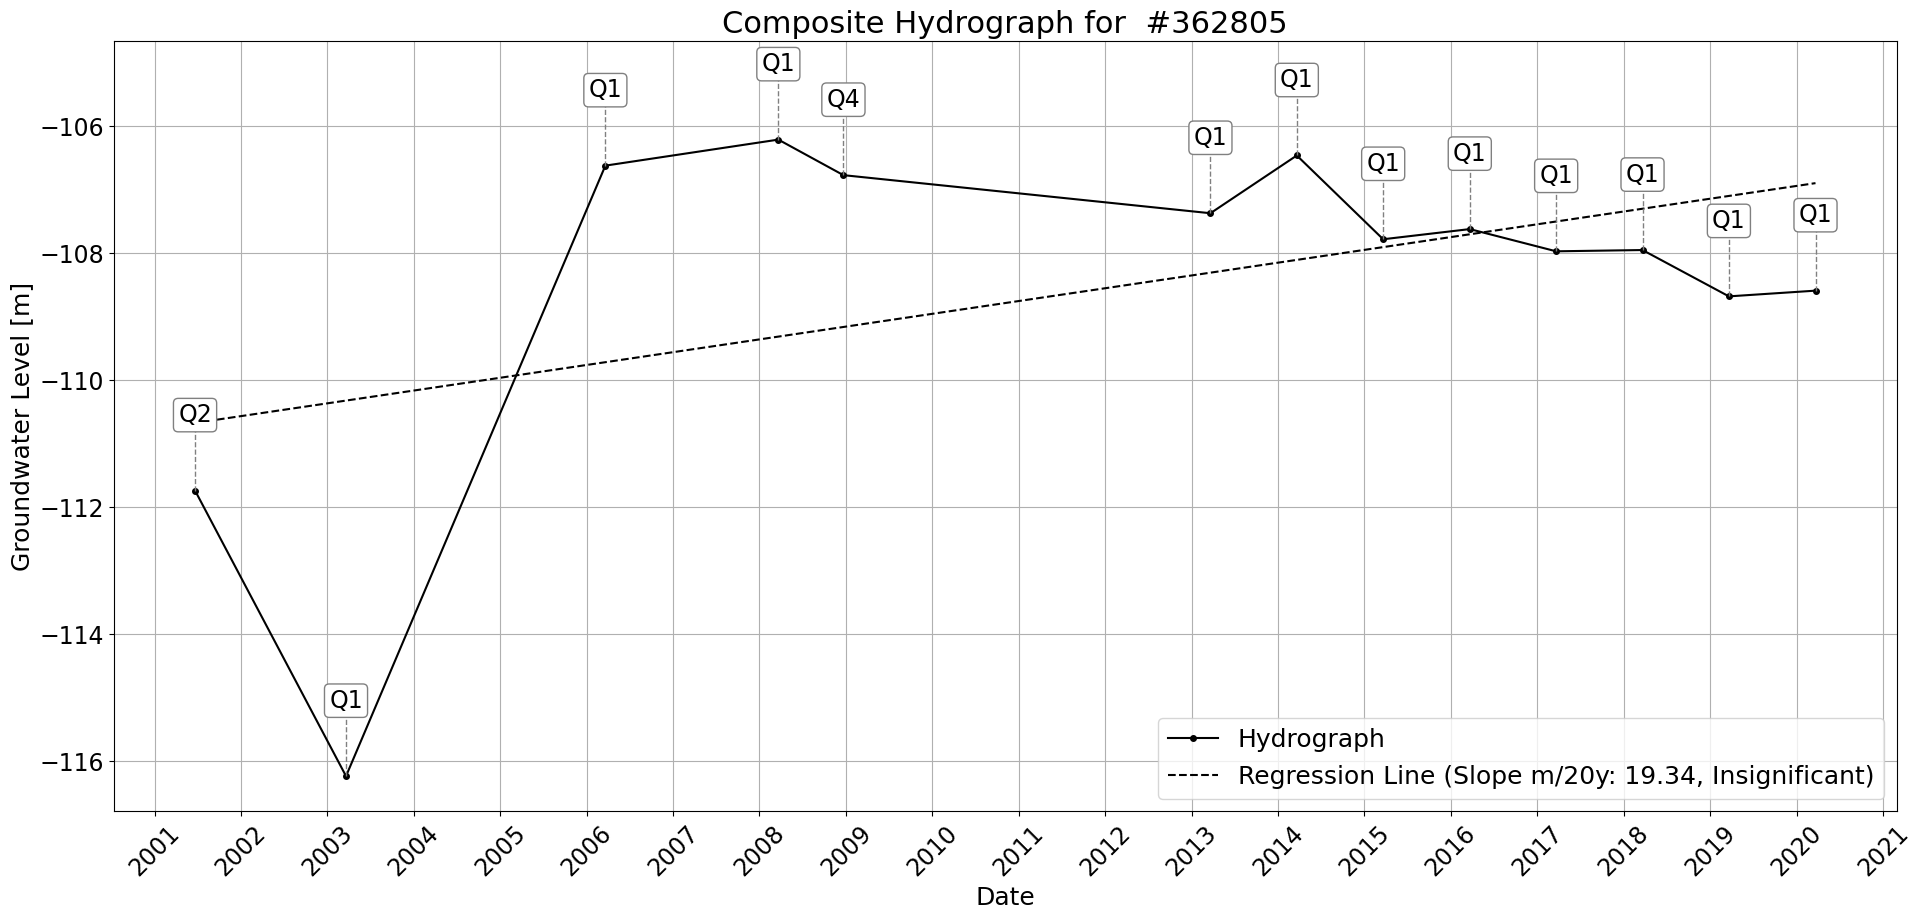 Composite Hydrograph for  #362805
Groundwater Level [m]
−106
−108
−110
−112
−114
−116
Q2
Q1
Q1
Q1
Q4
Q1
Q1
Q1
Q1
Q1
Q1
Q1
Q1
Hydrograph
Regression Line (Slope m/20y: 19.34, Insignificant)
2001
2002
2003
2004
2005
2006
2007
2008
2009
2010
2011
2012
2013
2014
2015
2016
2017
2018
2019
2020
2021
Date